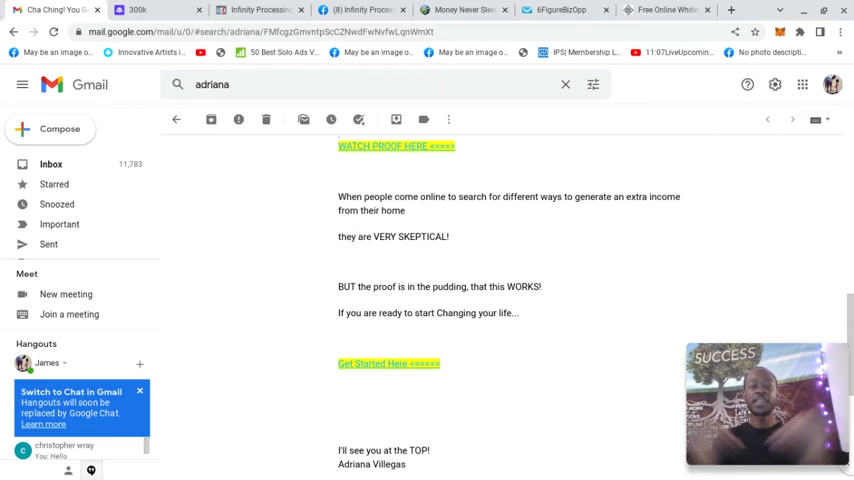 Cha Ching! You G
300k
Infinity Processing
(8) Infinity Process
Money Never Slee
6FigureBizOpp
Free Online White
mail.google.com/mail/u/0/#search/adriana/FMfcgzGmvntpScCZNwdFwNvfwLqnWmXt
May be an image o...
Innovative Artists i...
50 Best Solo Ads V...
May be an image o...
May be an image o...
IPS| Membership L...
11:07LiveUpcomin...
No photo descripti...
Gmail
adriana
Compose
Inbox 11,783
Starred
Snoozed
Important
Sent
Meet
New meeting
Join a meeting
Hangouts
James
Switch to Chat in Gmail
Hangouts will soon be
replaced by Google Chat.
Learn more
christopher wray
You: Hello
WATCH PROOF HERE <====
When people come online to search for different ways to generate an extra income
from their home
they are VERY SKEPTICAL!
BUT the proof is in the pudding, that this WORKS!
If you are ready to start Changing your life...
Get Started Here <=====
I'll see you at the TOP!
Adriana Villegas
SUCCESS